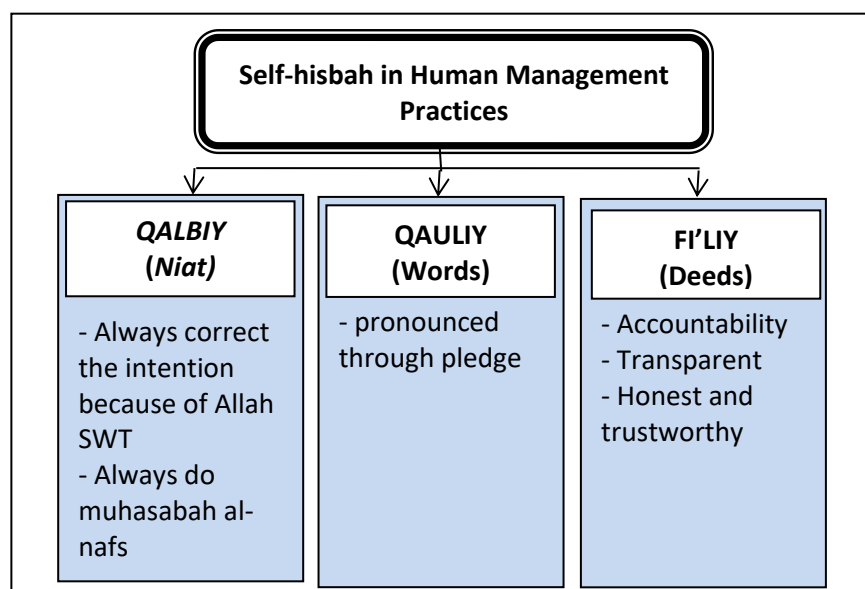 Self-hisbah in Human Management
Practices
QALBIY
(Niat)
- Always correct
the intention
because of Allah
SWT
- Always do
muhasabah al-
nafs
QAULIY
(Words)
- pronounced
through pledge
FI’LIY
(Deeds)
- Accountability
- Transparent
- Honest and
trustworthy